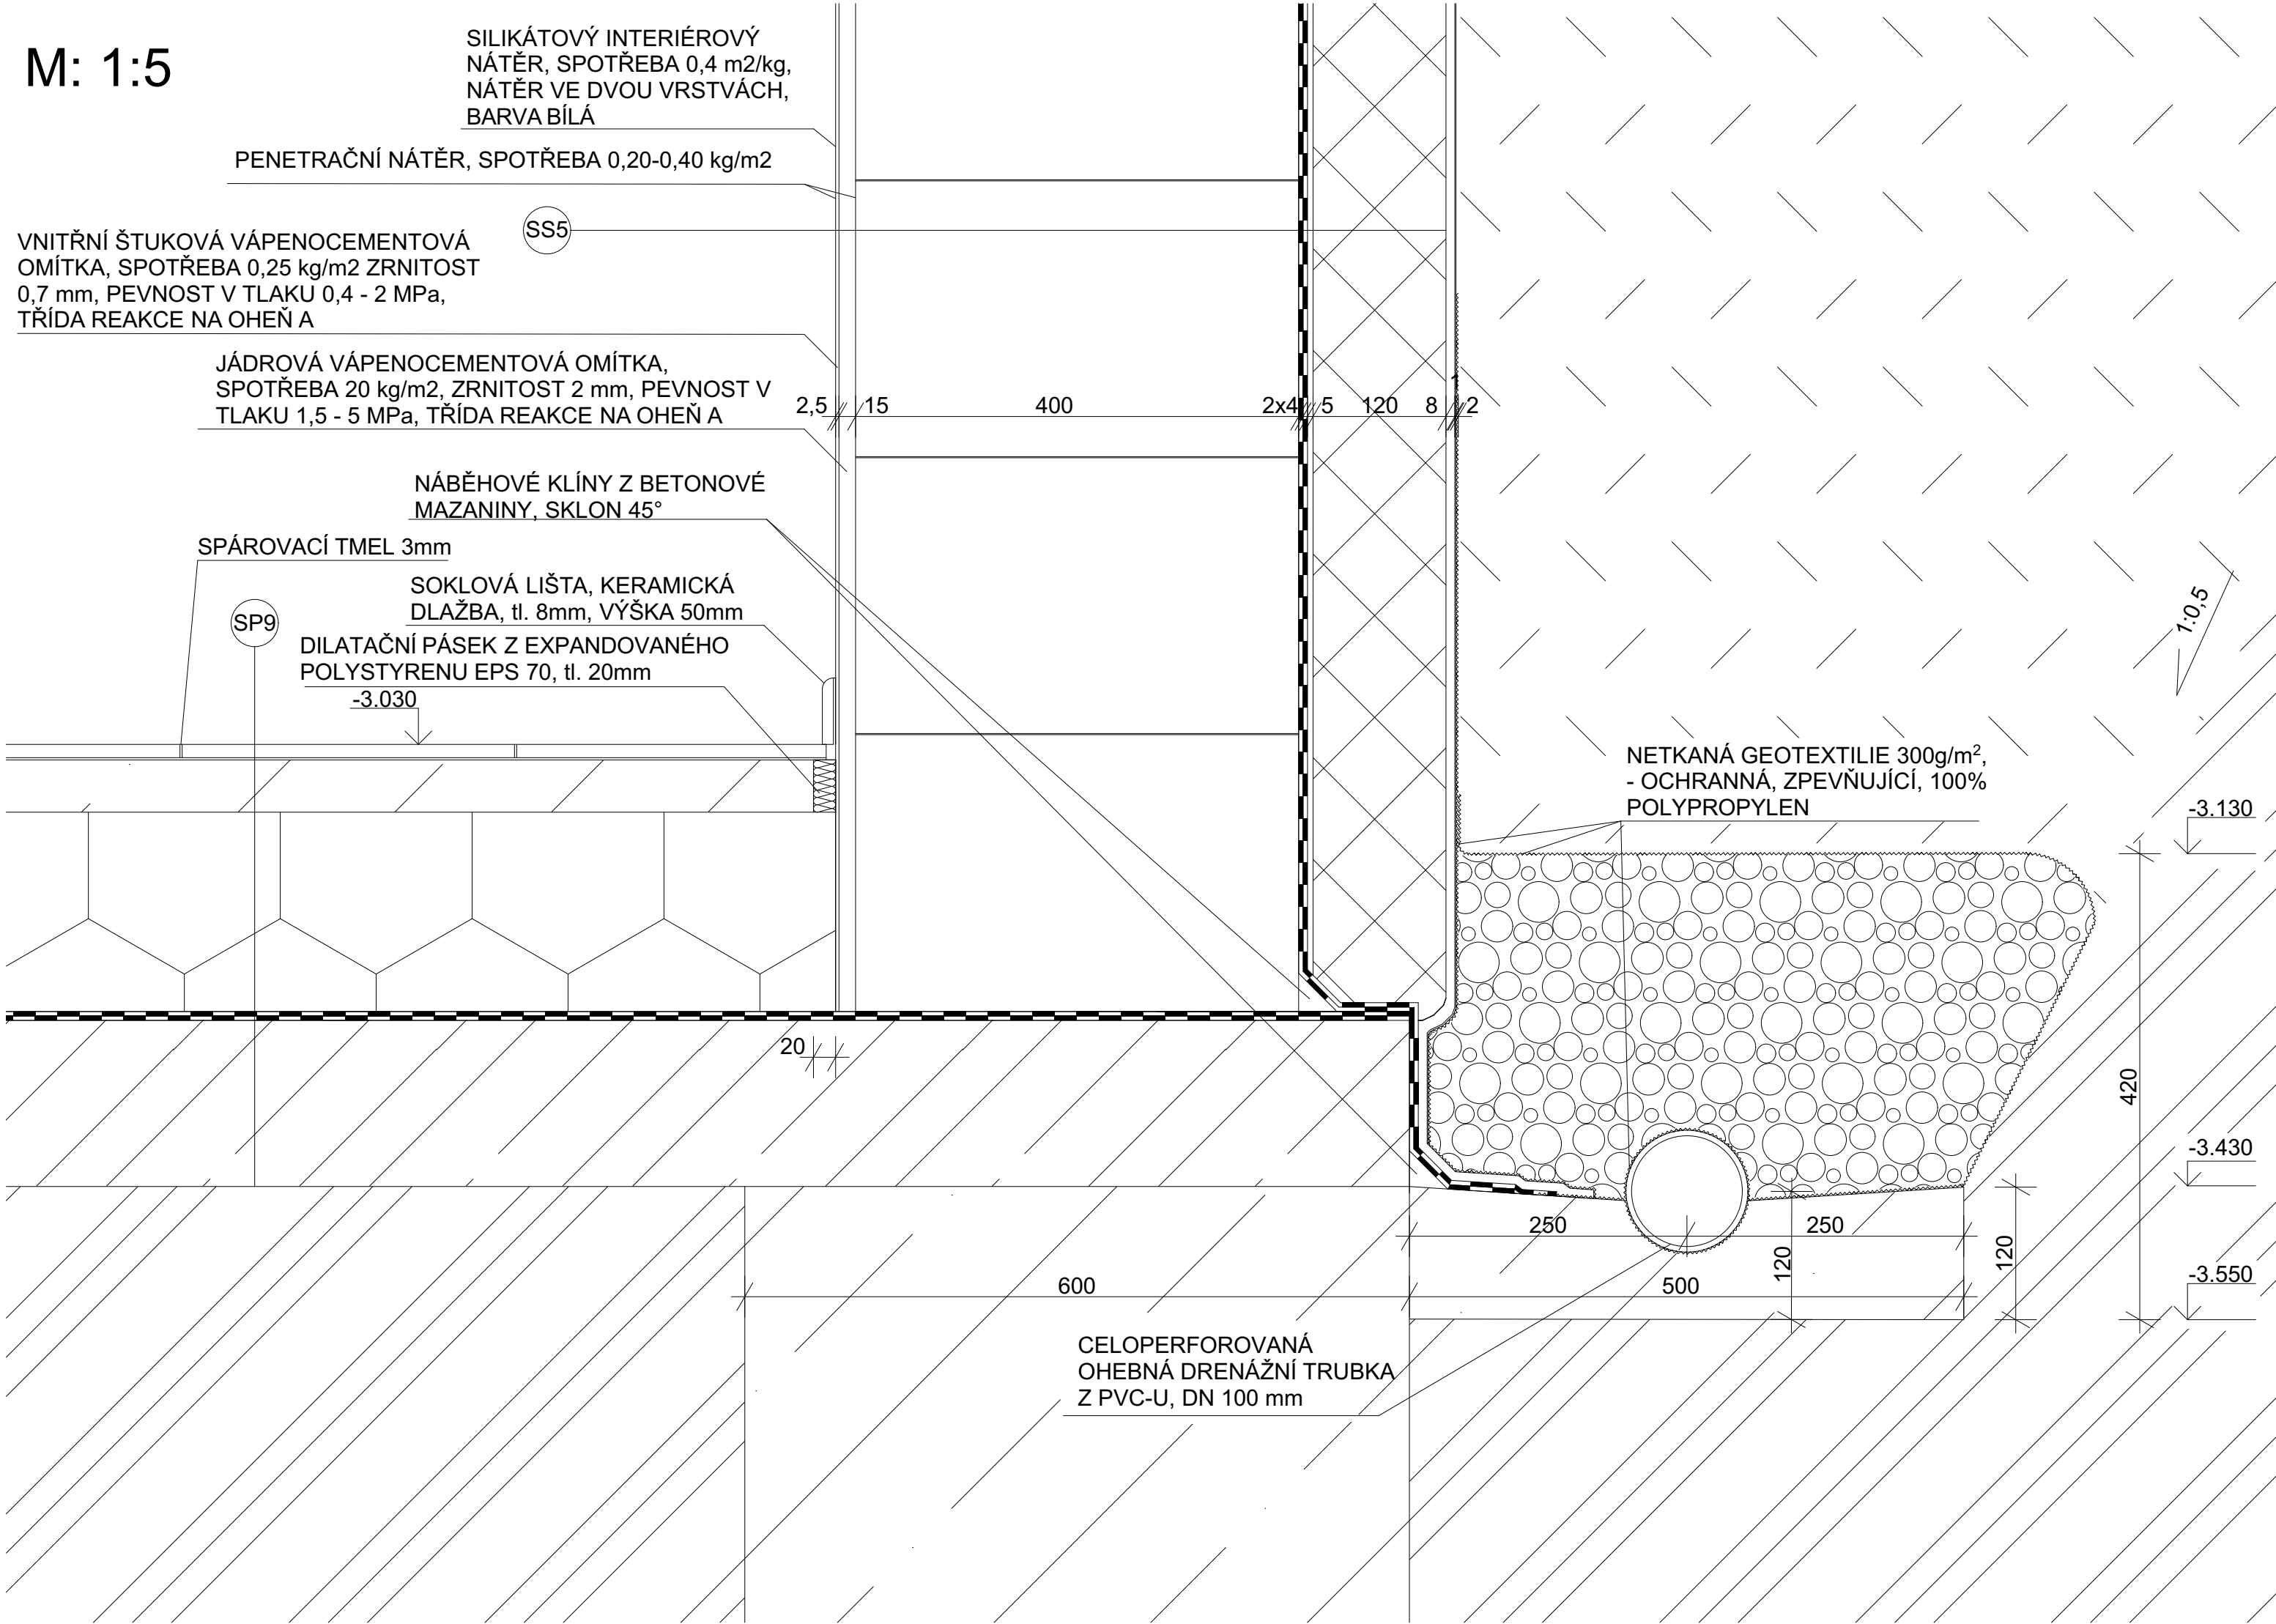 M: 1:5
SILIKÁTOVÝ INTERIÉROVÝ
NÁTĚR, SPOTŘEBA 0,4 m2/kg,
NÁTĚR VE DVOU VRSTVÁCH,
BARVA BÍLÁ
PENETRAČNÍ NÁTĚR, SPOTŘEBA 0,20-0,40 kg/m2
SS5
VNITŘNÍ ŠTUKOVÁ VÁPENOCEMENTOVÁ
OMÍTKA, SPOTŘEBA 0,25 kg/m2 ZRNITOST
0,7 mm, PEVNOST V TLAKU 0,4 - 2 MPa,
TŘÍDA REAKCE NA OHEŇ A
JÁDROVÁ VÁPENOCEMENTOVÁ OMÍTKA,
SPOTŘEBA 20 kg/m2, ZRNITOST 2 mm, PEVNOST V
TLAKU 1,5 - 5 MPa, TŘÍDA REAKCE NA OHEŇ A
2,5 15 400 2x4 5 120 8 1 2
NÁBĚHOVÉ KLÍNY Z BETONOVÉ
MAZANINY, SKLON 45°
SPÁROVACÍ TMEL 3mm
SOKLOVÁ LIŠTA, KERAMICKÁ
DLAŽBA, tl. 8mm, VÝŠKA 50mm
SP9
DILATAČNÍ PÁSEK Z EXPANDOVANÉHO
POLYSTYRENU EPS 70, tl. 20mm
-3.030
1:0,5
NETKANÁ GEOTEXTILIE 300g/m²,
- OCHRANNÁ, ZPEVŇUJÍCÍ, 100%
POLYPROPYLEN
-3.130
20
420
-3.430
250 250
120
120
-3.550
600 500
CELOPERFOROVANÁ
OHEBNÁ DRENÁŽNÍ TRUBKA
Z PVC-U, DN 100 mm